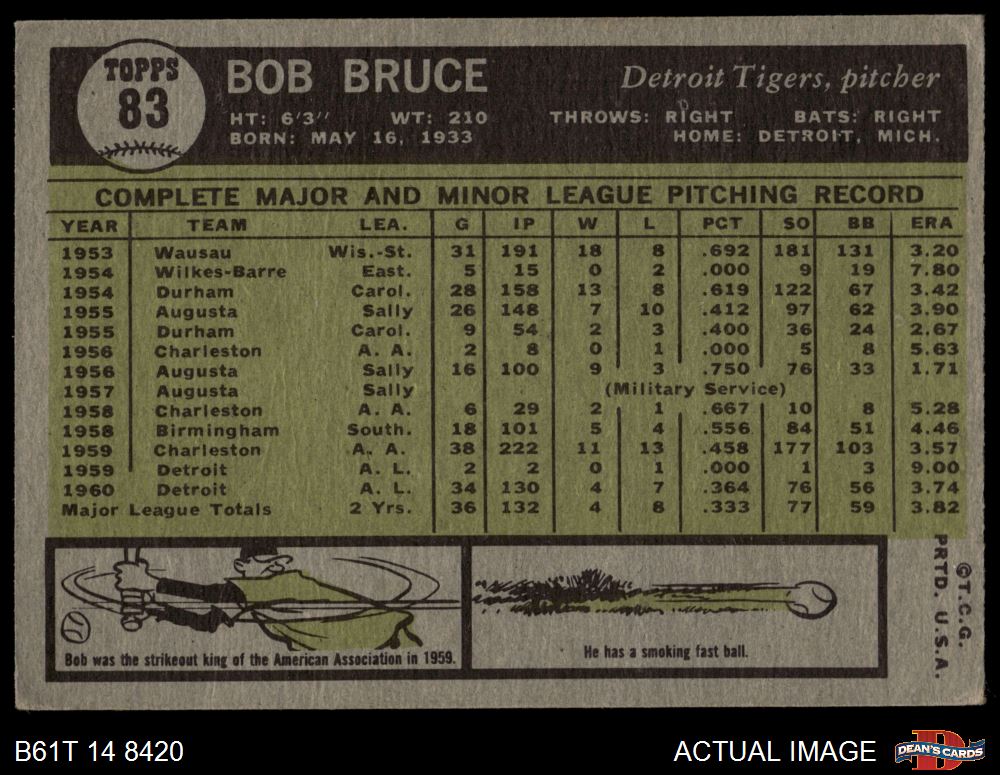 TOPPS
83
BOB BRUCE
Detroit Tigers, pitcher
HT: 6'3" WT: 210 THROWS: RIGHT BATS: RIGHT
BORN: MAY 16, 1933 HOME: DETROIT, MICH.
COMPLETE MAJOR AND MINOR LEAGUE PITCHING RECORD
YEAR TEAM LEA. G IP W L PCT SO BB ERA
1953 Wausau Wis.-St. 31 191 18 8 .692 181 131 3.20
1954 Wilkes-Barre East. 5 15 0 2 .000 9 19 7.80
1954 Durham Carol. 28 158 13 8 .619 122 67 3.42
1955 Augusta Sally 26 148 7 10 .412 97 62 3.90
1955 Durham Carol. 9 54 2 3 .400 36 24 2.67
1956 Charleston A. A. 2 8 0 1 .000 5 8 5.63
1956 Augusta Sally 16 100 9 3 .750 76 33 1.71
1957 Augusta Sally (Military Service)
1958 Charleston A. A. 6 29 2 1 .667 10 8 5.28
1958 Birmingham South. 18 101 5 4 .556 84 51 4.46
1959 Charleston A. A. 38 222 11 13 .458 177 103 3.57
1959 Detroit A. L. 2 2 0 1 .000 1 3 9.00
1960 Detroit A. L. 34 130 4 7 .364 76 56 3.74
Major League Totals 2 Yrs. 36 132 4 8 .333 77 59 3.82
Bob was the strikeout king of the American Association in 1959.
He has a smoking fast ball.
©T.C.G.
PRTD. U.S.A.
B61T 14 8420
ACTUAL IMAGE
D
DEAN'S CARDS